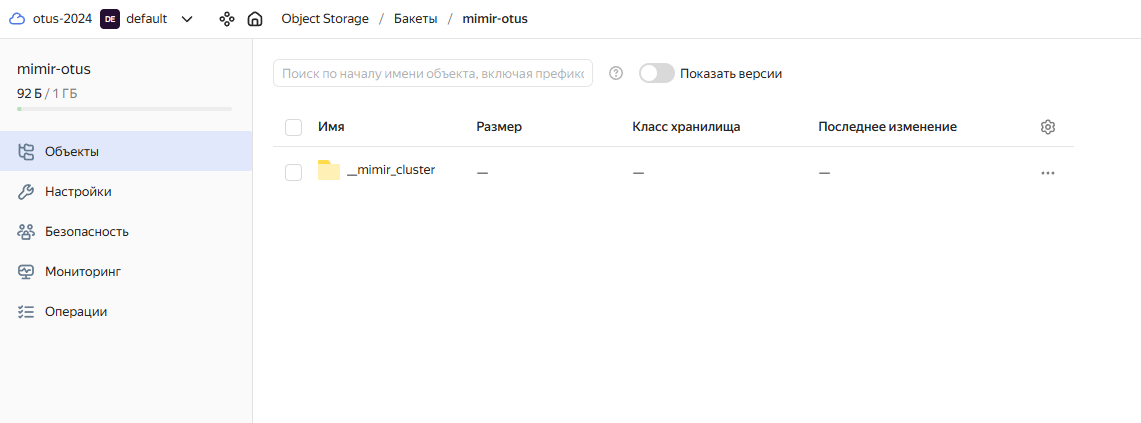 otus-2024 DE default Object Storage / Бакеты / mimir-otus
mimir-otus
92 Б / 1 ГБ
Объекты
Настройки
Безопасность
Мониторинг
Операции
Поиск по началу имени объекта, включая префикс ? Показать версии
Имя Размер Класс хранилища Последнее изменение
__mimir_cluster — — —